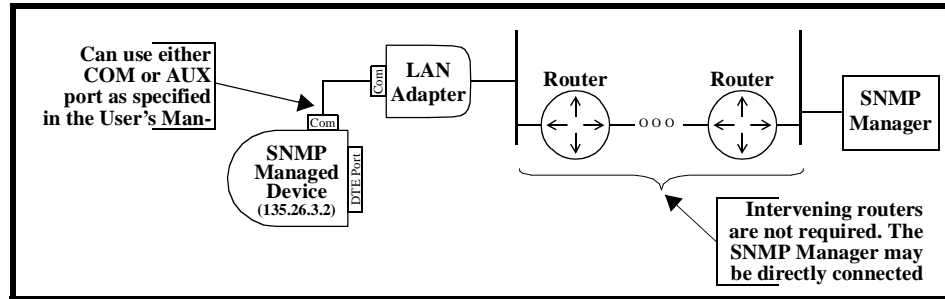 Can use either
COM or AUX
port as specified
in the User's Man-
Com
SNMP
Managed
Device
(135.26.3.2)
DTE Port
Com
LAN
Adapter
Router
O O O
Router
SNMP
Manager
Intervening routers
are not required. The
SNMP Manager may
be directly connected